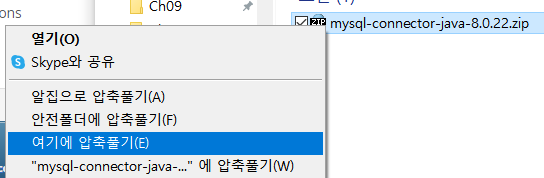 Ch09
mysql-connector-java-8.0.22.zip
열기(O)
Skype와 공유
알집으로 압축풀기(A)
안전폴더에 압축풀기(F)
여기에 압축풀기(E)
"mysql-connector-java-..." 에 압축풀기(W)